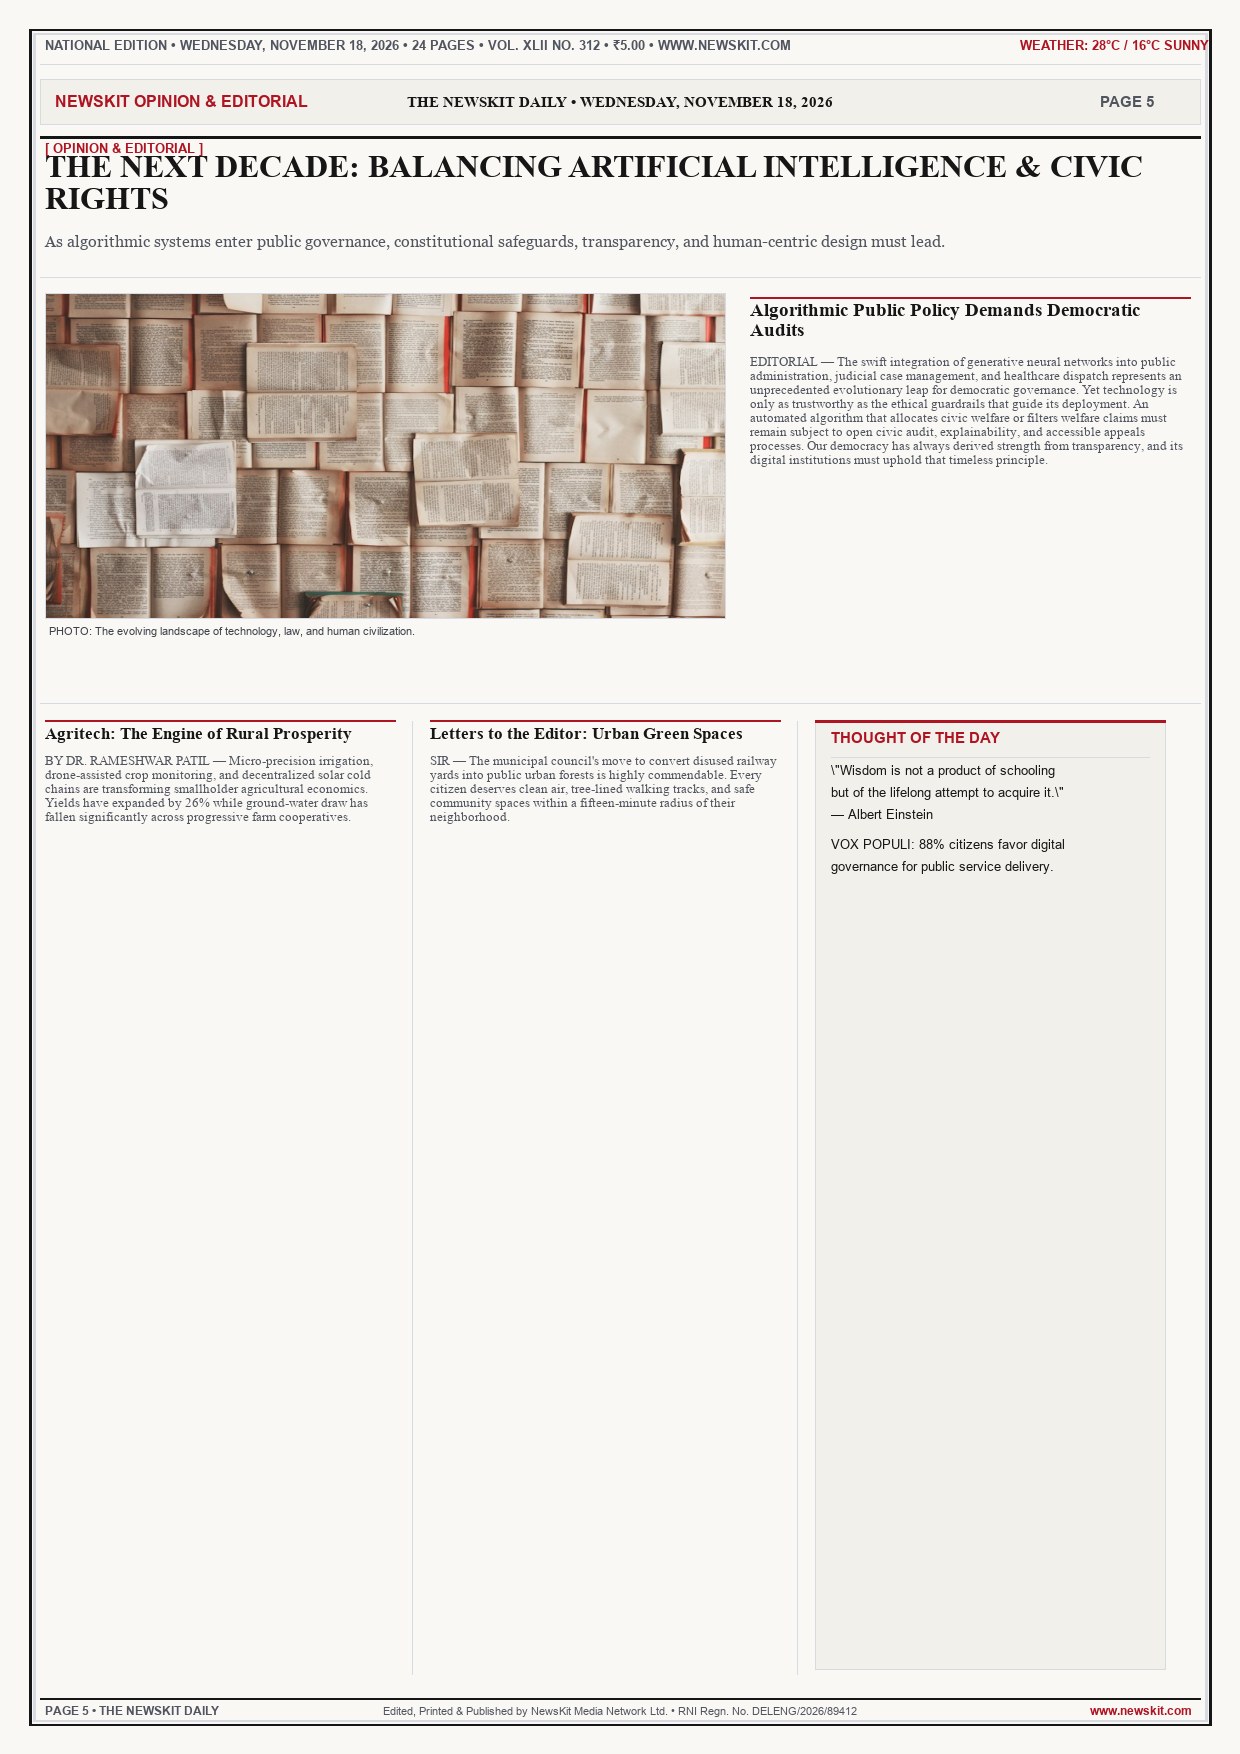 NATIONAL EDITION • WEDNESDAY, NOVEMBER 18, 2026 • 24 PAGES • VOL. XLII NO. 312 • ₹5.00 • WWW.NEWSKIT.COM
WEATHER: 28°C / 16°C SUNNY
NEWSKIT OPINION & EDITORIAL
THE NEWSKIT DAILY • WEDNESDAY, NOVEMBER 18, 2026
PAGE 5
[ OPINION & EDITORIAL ]
THE NEXT DECADE: BALANCING ARTIFICIAL INTELLIGENCE & CIVIC
RIGHTS
As algorithmic systems enter public governance, constitutional safeguards, transparency, and human-centric design must lead.
PHOTO: The evolving landscape of technology, law, and human civilization.
Algorithmic Public Policy Demands Democratic
Audits
EDITORIAL — The swift integration of generative neural networks into public
administration, judicial case management, and healthcare dispatch represents an
unprecedented evolutionary leap for democratic governance. Yet technology is
only as trustworthy as the ethical guardrails that guide its deployment. An
automated algorithm that allocates civic welfare or filters welfare claims must
remain subject to open civic audit, explainability, and accessible appeals
processes. Our democracy has always derived strength from transparency, and its
digital institutions must uphold that timeless principle.
Agritech: The Engine of Rural Prosperity
BY DR. RAMESHWAR PATIL — Micro-precision irrigation,
drone-assisted crop monitoring, and decentralized solar cold
chains are transforming smallholder agricultural economics.
Yields have expanded by 26% while ground-water draw has
fallen significantly across progressive farm cooperatives.
Letters to the Editor: Urban Green Spaces
SIR — The municipal council's move to convert disused railway
yards into public urban forests is highly commendable. Every
citizen deserves clean air, tree-lined walking tracks, and safe
community spaces within a fifteen-minute radius of their
neighborhood.
THOUGHT OF THE DAY
\"Wisdom is not a product of schooling
but of the lifelong attempt to acquire it.\"
— Albert Einstein
VOX POPULI: 88% citizens favor digital
governance for public service delivery.
PAGE 5 • THE NEWSKIT DAILY
Edited, Printed & Published by NewsKit Media Network Ltd. • RNI Regn. No. DELENG/2026/89412
www.newskit.com